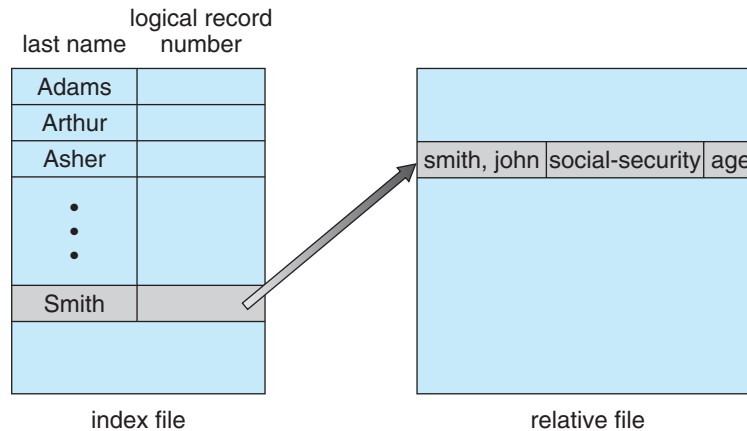 last name
logical record
number
Adams
Arthur
Asher
Smith
index file
smith, john
social-security
age
relative file